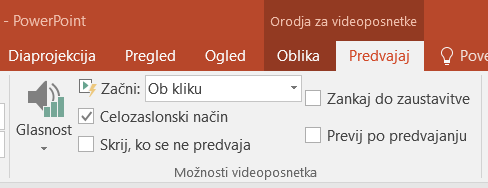 - PowerPoint
Orodja za videoposnetke
Diaprojekcija Pregled Ogled Oblika Predvajaj Pove
Začni: Ob kliku
Zankaj do zaustavitve
Glasnost
Celozaslonski način
Previj po predvajanju
Skrij, ko se ne predvaja
Možnosti videoposnetka